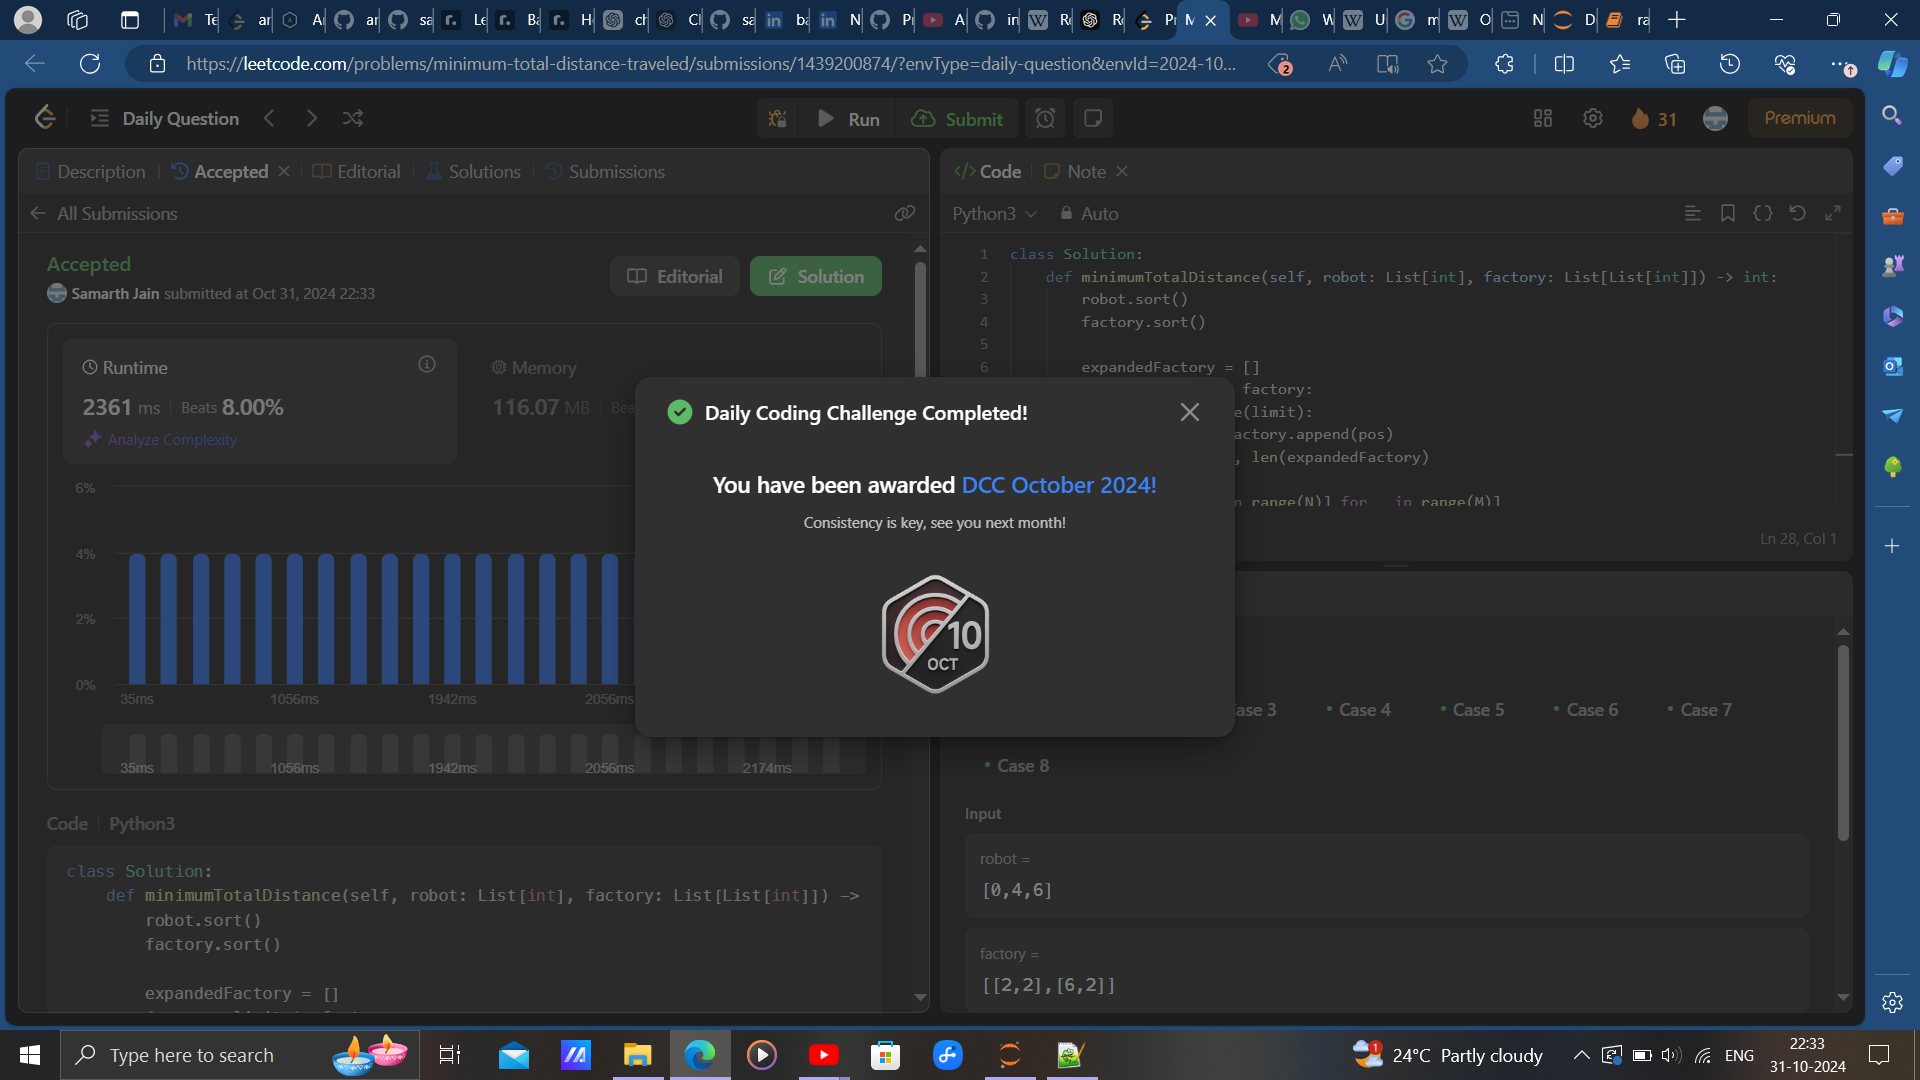 https://leetcode.com/problems/minimum-total-distance-traveled/submissions/1439200874/?envType=daily-question&envId=2024-10...
Daily Question
Run
Submit
31
Premium
Description
Accepted
Editorial
Solutions
Submissions
All Submissions
Accepted
Samarth Jain submitted at Oct 31, 2024 22:33
Editorial
Solution
Runtime
2361 ms
Beats 8.00%
Analyze Complexity
Memory
116.07 MB
6%
4%
2%
0%
35ms
1056ms
1942ms
2056ms
35ms
1056ms
1942ms
2056ms
2174ms
Code
Python3
class Solution:
def minimumTotalDistance(self, robot: List[int], factory: List[List[int]]) ->
robot.sort()
factory.sort()
expandedFactory = []
Daily Coding Challenge Completed!
You have been awarded DCC October 2024!
Consistency is key, see you next month!
10
OCT
Code
Note
Python3
Auto
1 class Solution:
2 def minimumTotalDistance(self, robot: List[int], factory: List[List[int]]) -> int:
3 robot.sort()
4 factory.sort()
5
6 expandedFactory = []
factory:
(limit):
.append(pos)
, len(expandedFactory)
range(N)] for _ in range(M)]
Ln 28, Col 1
Case 3
Case 4
Case 5
Case 6
Case 7
Case 8
Input
robot =
[0,4,6]
factory =
[[2,2],[6,2]]
Type here to search
24°C Partly cloudy
ENG
22:33
31-10-2024